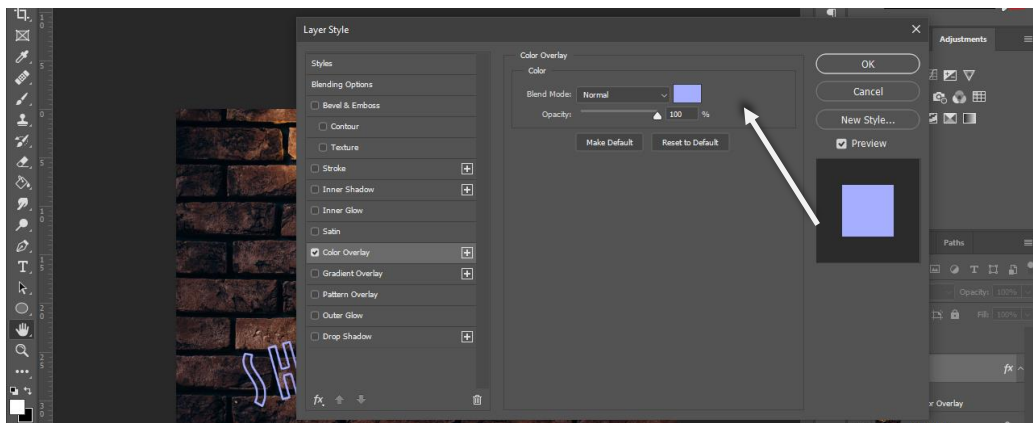 Layer Style
Adjustments
Styles
Blending Options
Bevel & Emboss
Contour
Texture
Stroke
Inner Shadow
Inner Glow
Satin
Color Overlay
Gradient Overlay
Pattern Overlay
Outer Glow
Drop Shadow
fx
Color Overlay
Color
Blend Mode: Normal
Opacity: 100 %
Make Default Reset to Default
OK
Cancel
New Style...
Preview
Paths
Opacity: 100%
Fill: 100%
fx
r Overlay
SH